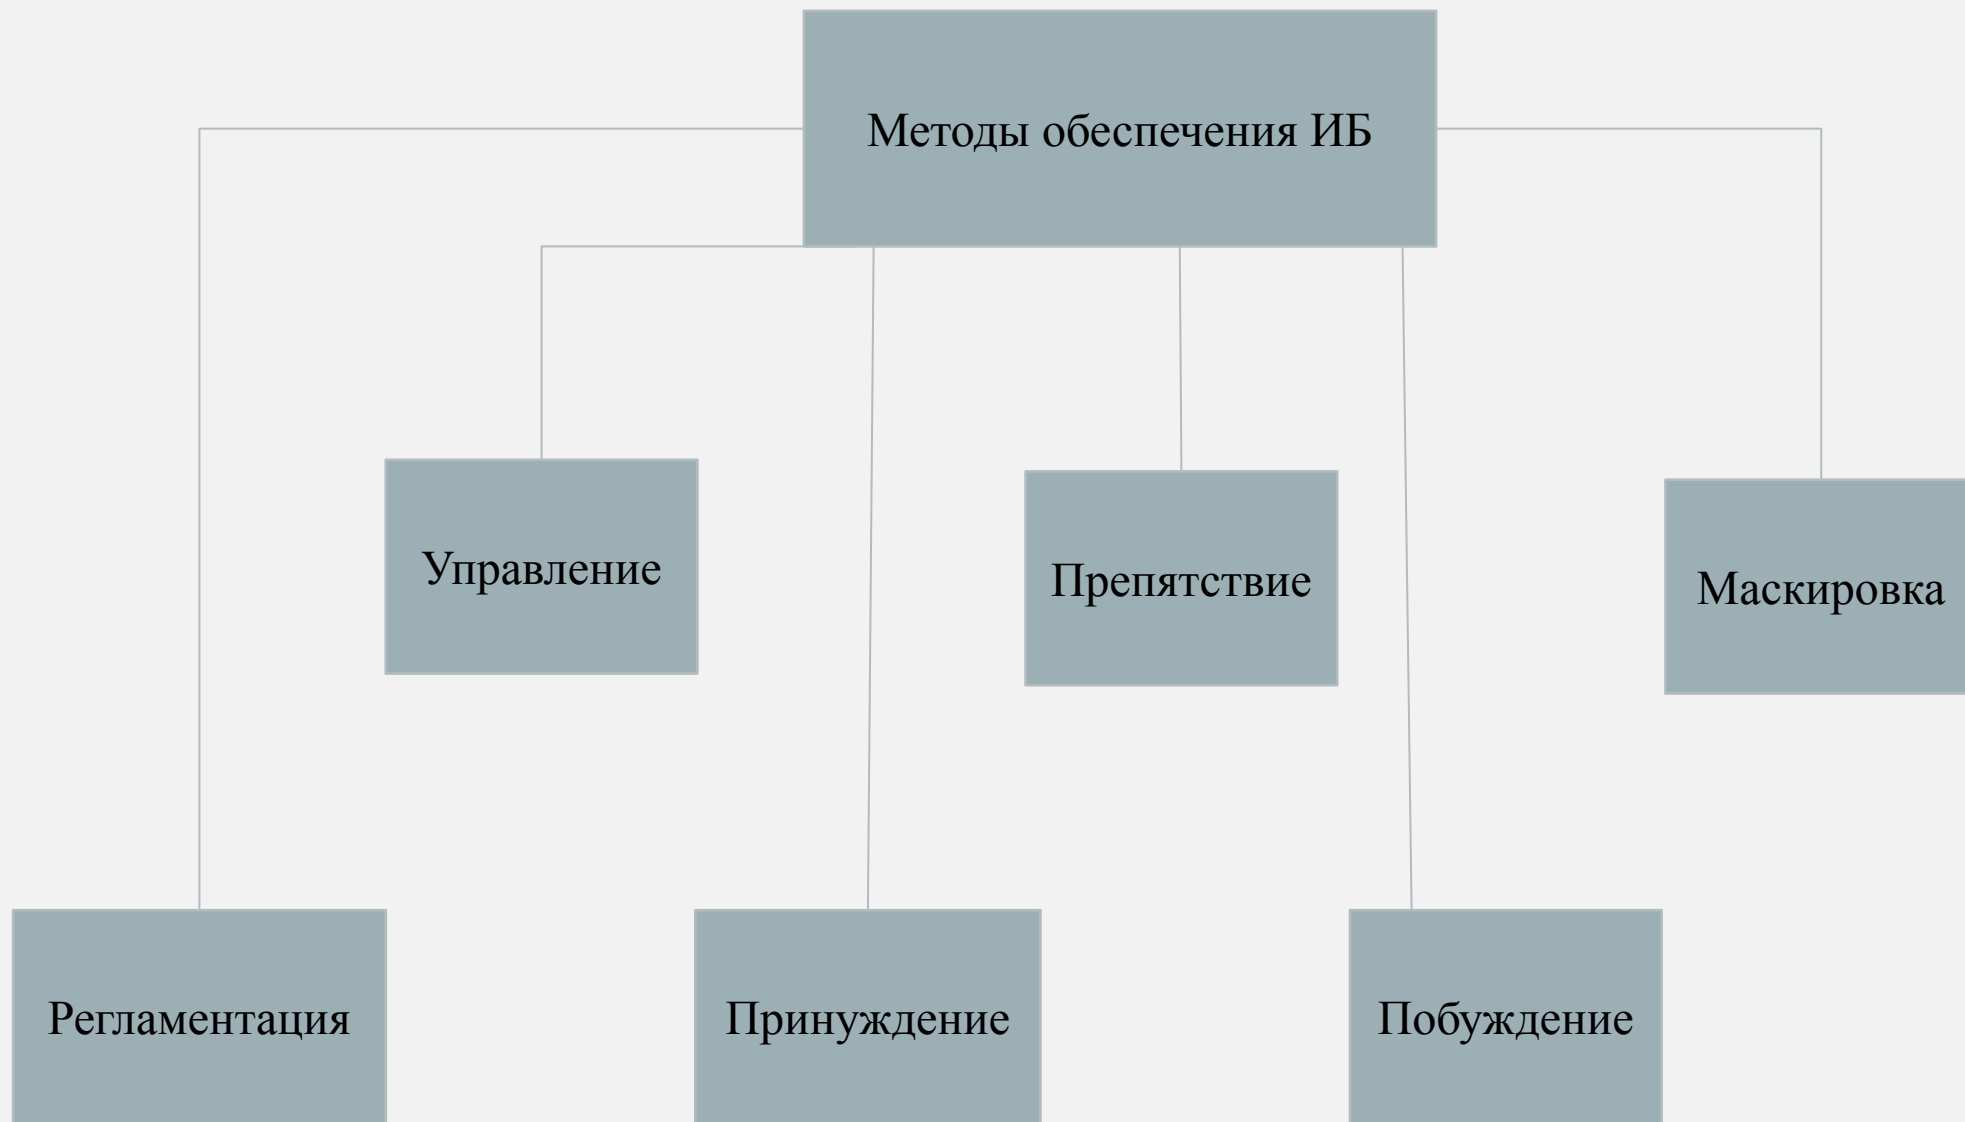 Методы обеспечения ИБ
Управление
Препятствие
Маскировка
Регламентация
Принуждение
Побуждение